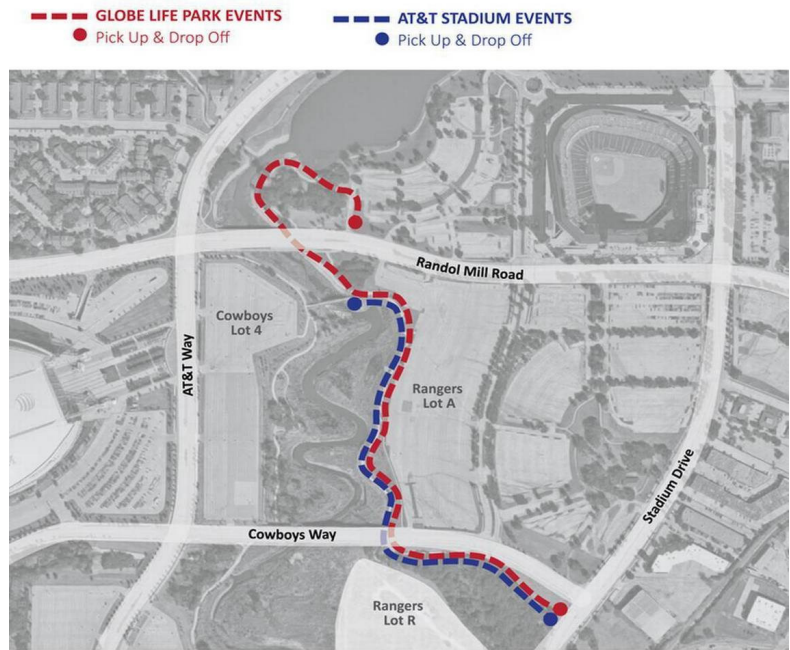 GLOBE LIFE PARK EVENTS
Pick Up & Drop Off
AT&T STADIUM EVENTS
Pick Up & Drop Off
Randol Mill Road
Cowboys
Lot 4
AT&T Way
Rangers
Lot A
Stadium Drive
Cowboys Way
Rangers
Lot R